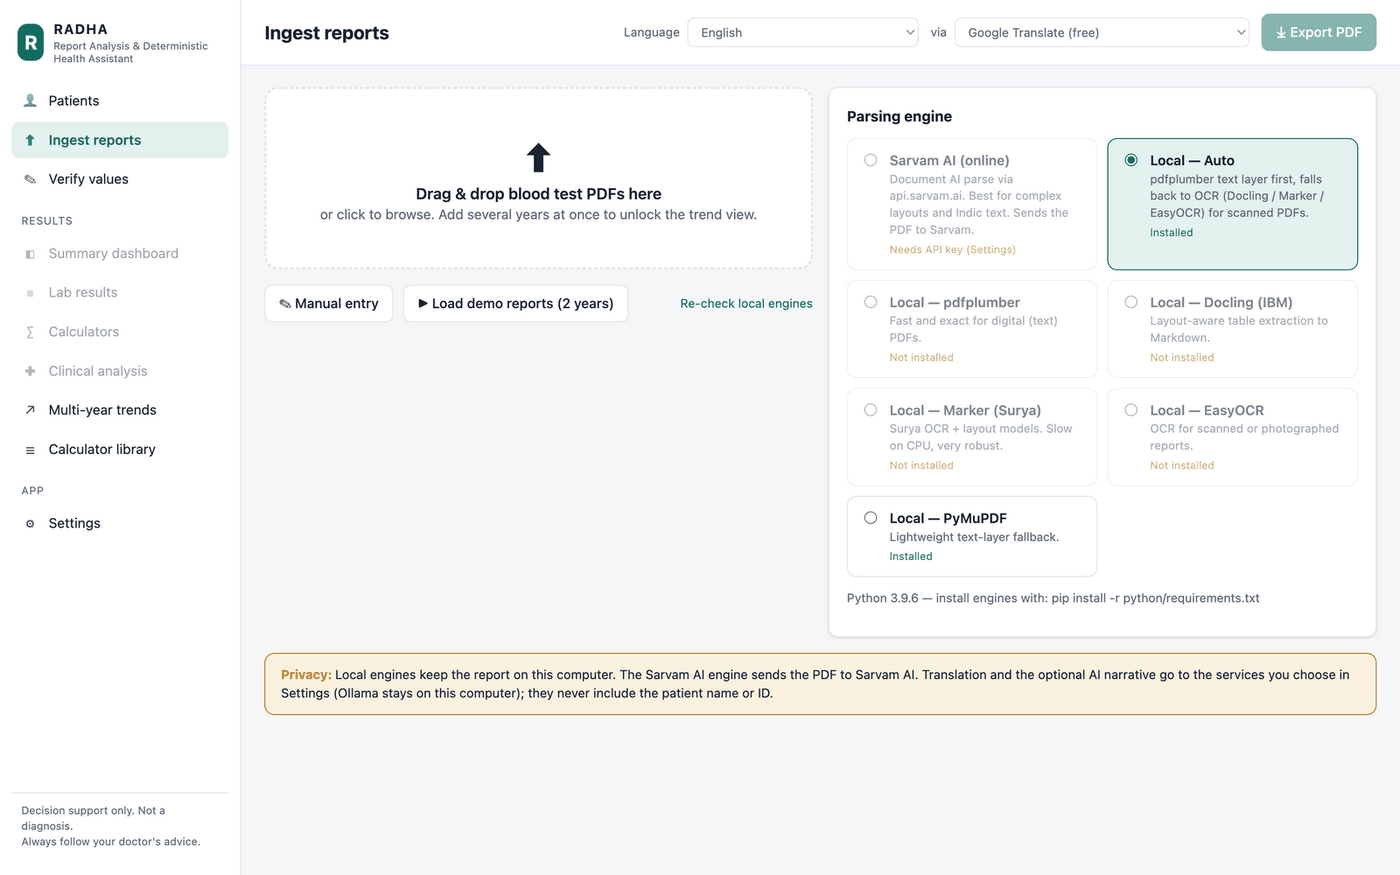 R
RADHA
Report Analysis & Deterministic
Health Assistant
Patients
Ingest reports
Verify values
RESULTS
Summary dashboard
Lab results
Calculators
Clinical analysis
Multi-year trends
Calculator library
APP
Settings
Decision support only. Not a
diagnosis.
Always follow your doctor's advice.
Ingest reports
Language
English
via
Google Translate (free)
Export PDF
Drag & drop blood test PDFs here
or click to browse. Add several years at once to unlock the trend view.
Manual entry
Load demo reports (2 years)
Re-check local engines
Parsing engine
Sarvam AI (online)
Document AI parse via
api.sarvam.ai. Best for complex
layouts and Indic text. Sends the
PDF to Sarvam.
Needs API key (Settings)
Local — Auto
pdfplumber text layer first, falls
back to OCR (Docling / Marker /
EasyOCR) for scanned PDFs.
Installed
Local — pdfplumber
Fast and exact for digital (text)
PDFs.
Not installed
Local — Docling (IBM)
Layout-aware table extraction to
Markdown.
Not installed
Local — Marker (Surya)
Surya OCR + layout models. Slow
on CPU, very robust.
Not installed
Local — EasyOCR
OCR for scanned or photographed
reports.
Not installed
Local — PyMuPDF
Lightweight text-layer fallback.
Installed
Python 3.9.6 — install engines with: pip install -r python/requirements.txt
Privacy: Local engines keep the report on this computer. The Sarvam AI engine sends the PDF to Sarvam AI. Translation and the optional AI narrative go to the services you choose in
Settings (Ollama stays on this computer); they never include the patient name or ID.